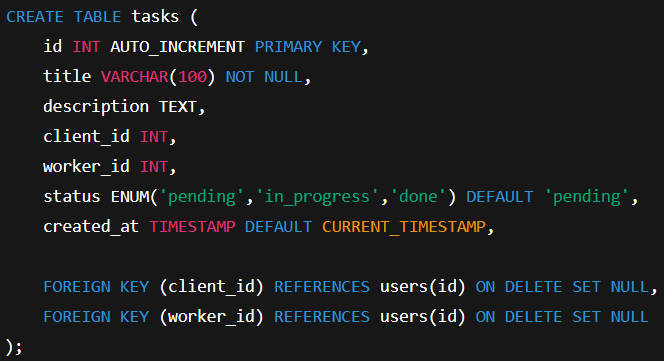 CREATE TABLE tasks (
    id INT AUTO_INCREMENT PRIMARY KEY,
    title VARCHAR(100) NOT NULL,
    description TEXT,
    client_id INT,
    worker_id INT,
    status ENUM('pending','in_progress','done') DEFAULT 'pending',
    created_at TIMESTAMP DEFAULT CURRENT_TIMESTAMP,

    FOREIGN KEY (client_id) REFERENCES users(id) ON DELETE SET NULL,
    FOREIGN KEY (worker_id) REFERENCES users(id) ON DELETE SET NULL
);